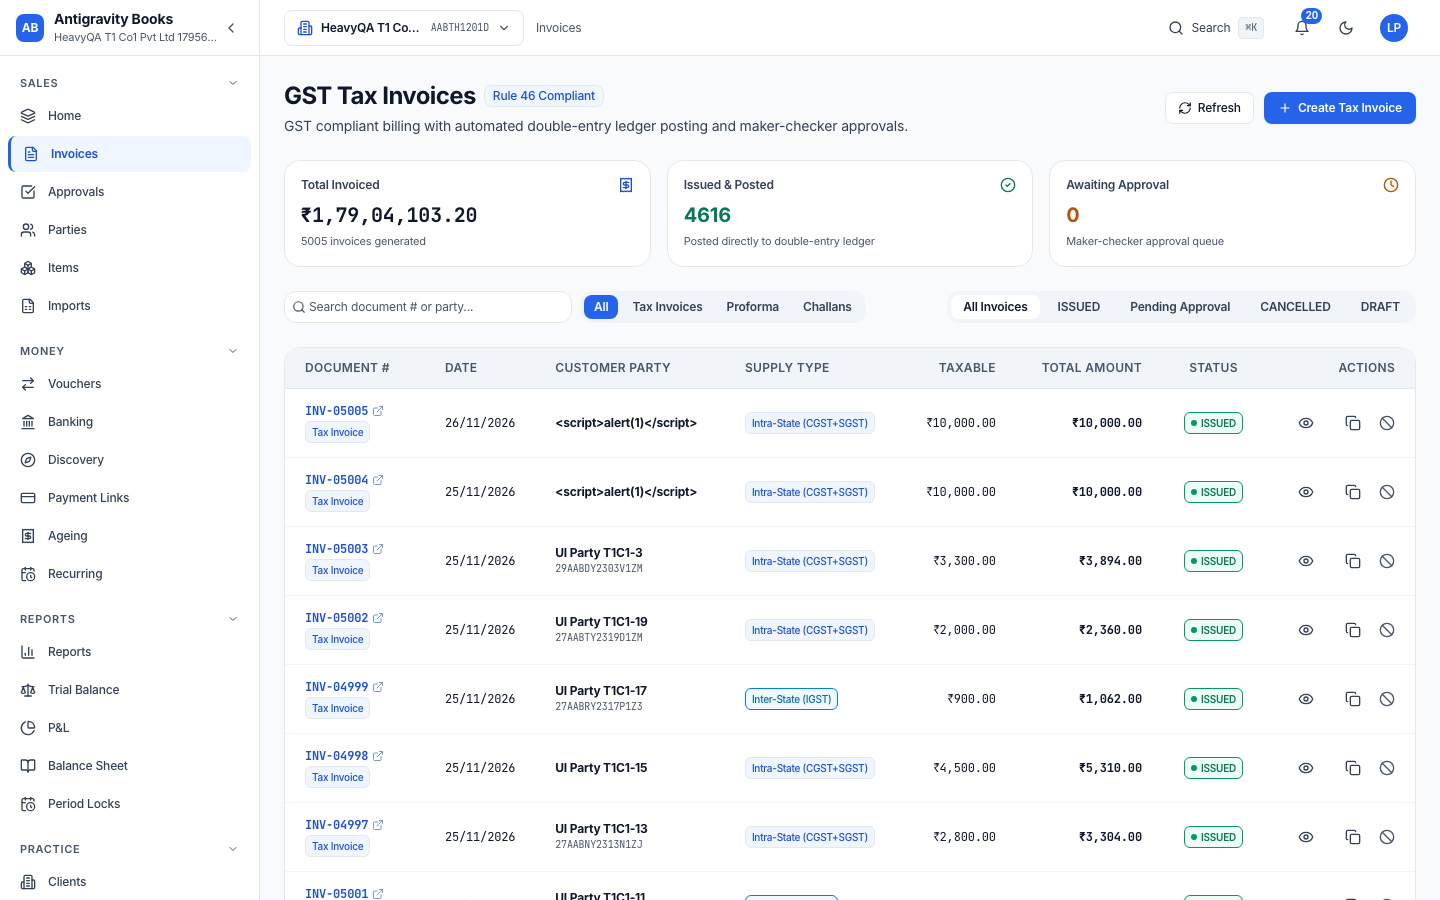 AB
Antigravity Books
HeavyQA T1 Co1 Pvt Ltd 17956...
SALES
Home
Invoices
Approvals
Parties
Items
Imports
MONEY
Vouchers
Banking
Discovery
Payment Links
Ageing
Recurring
REPORTS
Reports
Trial Balance
P&L
Balance Sheet
Period Locks
PRACTICE
Clients
HeavyQA T1 Co... AABTH1201D
Invoices
Search ⌘K
20
LP
GST Tax Invoices
Rule 46 Compliant
GST compliant billing with automated double-entry ledger posting and maker-checker approvals.
Refresh
Create Tax Invoice
Total Invoiced
₹1,79,04,103.20
5005 invoices generated
Issued & Posted
4616
Posted directly to double-entry ledger
Awaiting Approval
0
Maker-checker approval queue
Search document # or party...
All Tax Invoices Proforma Challans
All Invoices ISSUED Pending Approval CANCELLED DRAFT
DOCUMENT # DATE CUSTOMER PARTY SUPPLY TYPE TAXABLE TOTAL AMOUNT STATUS ACTIONS
INV-05005
Tax Invoice
26/11/2026 <script>alert(1)</script> Intra-State (CGST+SGST) ₹10,000.00 ₹10,000.00 ISSUED
INV-05004
Tax Invoice
25/11/2026 <script>alert(1)</script> Intra-State (CGST+SGST) ₹10,000.00 ₹10,000.00 ISSUED
INV-05003
Tax Invoice
25/11/2026
UI Party T1C1-3
29AABDY2303V1ZM
Intra-State (CGST+SGST) ₹3,300.00 ₹3,894.00 ISSUED
INV-05002
Tax Invoice
25/11/2026
UI Party T1C1-19
27AABTY2319D1ZM
Intra-State (CGST+SGST) ₹2,000.00 ₹2,360.00 ISSUED
INV-04999
Tax Invoice
25/11/2026
UI Party T1C1-17
27AABRY2317P1Z3
Inter-State (IGST) ₹900.00 ₹1,062.00 ISSUED
INV-04998
Tax Invoice
25/11/2026 UI Party T1C1-15 Intra-State (CGST+SGST) ₹4,500.00 ₹5,310.00 ISSUED
INV-04997
Tax Invoice
25/11/2026
UI Party T1C1-13
27AABNY2313N1ZJ
Intra-State (CGST+SGST) ₹2,800.00 ₹3,304.00 ISSUED
INV-05001
UI Party T1C1-11